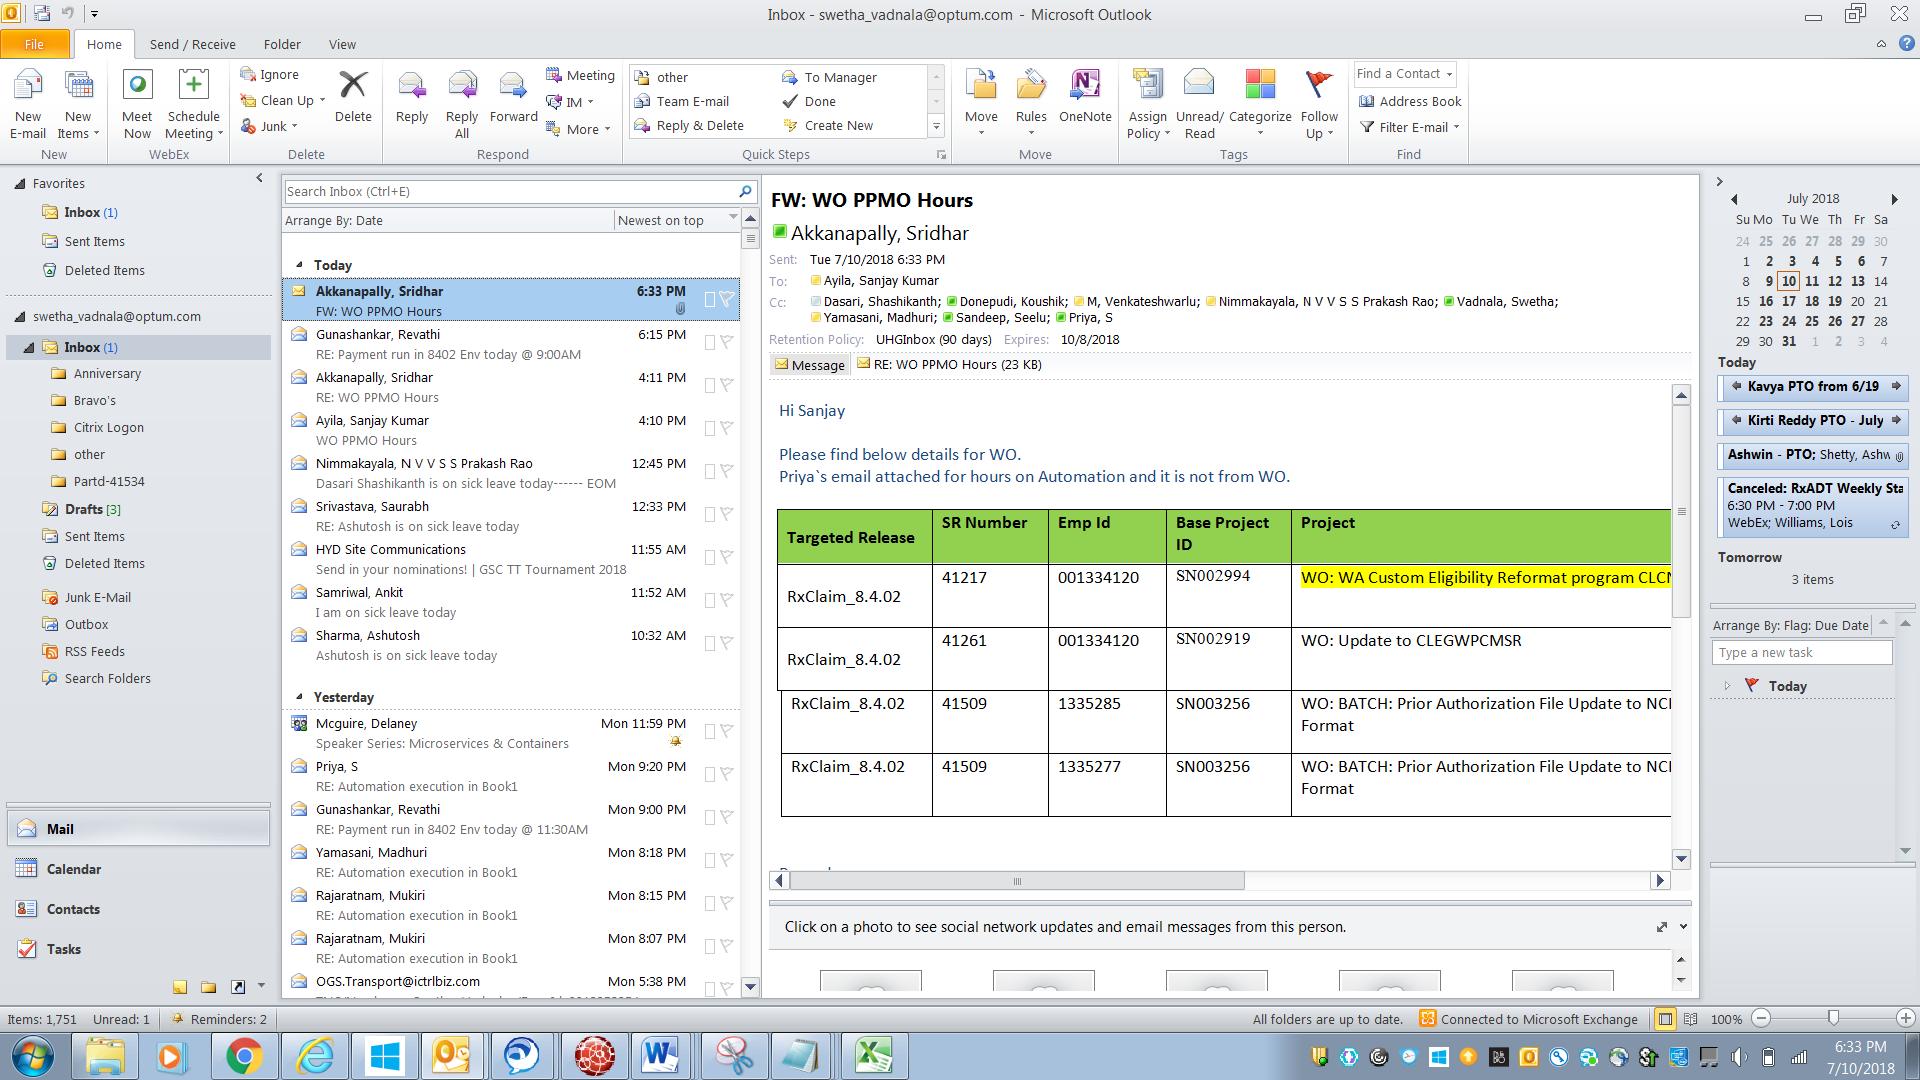 Inbox - swetha_vadnala@optum.com - Microsoft Outlook
File Home Send / Receive Folder View
New E-mail
New Items
New
Meet Now
Schedule Meeting
WebEx
Ignore
Clean Up
Junk
Delete
Delete
Reply
Reply All
Forward
Meeting
IM
More
Respond
other
Team E-mail
Reply & Delete
To Manager
Done
Create New
Quick Steps
Move
Rules
OneNote
Move
Assign Policy
Unread/ Read
Categorize
Follow Up
Tags
Find a Contact
Address Book
Filter E-mail
Find
Favorites
Inbox (1)
Sent Items
Deleted Items
swetha_vadnala@optum.com
Inbox (1)
Anniversary
Bravo's
Citrix Logon
other
Partd-41534
Drafts [3]
Sent Items
Deleted Items
Junk E-Mail
Outbox
RSS Feeds
Search Folders
Mail
Calendar
Contacts
Tasks
Search Inbox (Ctrl+E)
Arrange By: Date Newest on top
Today
Akkanapally, Sridhar 6:33 PM
FW: WO PPMO Hours
Gunashankar, Revathi 6:15 PM
RE: Payment run in 8402 Env today @ 9:00AM
Akkanapally, Sridhar 4:11 PM
RE: WO PPMO Hours
Ayila, Sanjay Kumar 4:10 PM
WO PPMO Hours
Nimmakayala, N V V S S Prakash Rao 12:45 PM
Dasari Shashikanth is on sick leave today------ EOM
Srivastava, Saurabh 12:33 PM
RE: Ashutosh is on sick leave today
HYD Site Communications 11:55 AM
Send in your nominations! | GSC TT Tournament 2018
Samriwal, Ankit 11:52 AM
I am on sick leave today
Sharma, Ashutosh 10:32 AM
Ashutosh is on sick leave today
Yesterday
Mcguire, Delaney Mon 11:59 PM
Speaker Series: Microservices & Containers
Priya, S Mon 9:20 PM
RE: Automation execution in Book1
Gunashankar, Revathi Mon 9:00 PM
RE: Payment run in 8402 Env today @ 11:30AM
Yamasani, Madhuri Mon 8:18 PM
RE: Automation execution in Book1
Rajaratnam, Mukiri Mon 8:15 PM
RE: Automation execution in Book1
Rajaratnam, Mukiri Mon 8:07 PM
RE: Automation execution in Book1
OGS.Transport@ictrlbiz.com Mon 5:38 PM
FW: WO PPMO Hours
Akkanapally, Sridhar
Sent: Tue 7/10/2018 6:33 PM
To: Ayila, Sanjay Kumar
Cc: Dasari, Shashikanth; Donepudi, Koushik; M, Venkateshwarlu; Nimmakayala, N V V S S Prakash Rao; Vadnala, Swetha;
Yamasani, Madhuri; Sandeep, Seelu; Priya, S
Retention Policy: UHGInbox (90 days) Expires: 10/8/2018
Message RE: WO PPMO Hours (23 KB)
Hi Sanjay
Please find below details for WO.
Priya`s email attached for hours on Automation and it is not from WO.
Targeted Release SR Number Emp Id Base Project ID Project
RxClaim_8.4.02 41217 001334120 SN002994 WO: WA Custom Eligibility Reformat program
RxClaim_8.4.02 41261 001334120 SN002919 WO: Update to CLEGWPCMSR
RxClaim_8.4.02 41509 1335285 SN003256 WO: BATCH: Prior Authorization File Update to
Format
RxClaim_8.4.02 41509 1335277 SN003256 WO: BATCH: Prior Authorization File Update to
Format
Click on a photo to see social network updates and email messages from this person.
July 2018
Su Mo Tu We Th Fr Sa
24 25 26 27 28 29 30
1 2 3 4 5 6 7
8 9 10 11 12 13 14
15 16 17 18 19 20 21
22 23 24 25 26 27 28
29 30 31 1 2 3 4
Today
Kavya PTO from 6/19
Kirti Reddy PTO - July
Ashwin - PTO; Shetty, Ashw
Canceled: RxADT Weekly Sta
6:30 PM - 7:00 PM
WebEx; Williams, Lois
Tomorrow
3 items
Arrange By: Flag: Due Date
Type a new task
Today
Items: 1,751 Unread: 1 Reminders: 2 All folders are up to date. Connected to Microsoft Exchange 100%
6:33 PM
7/10/2018